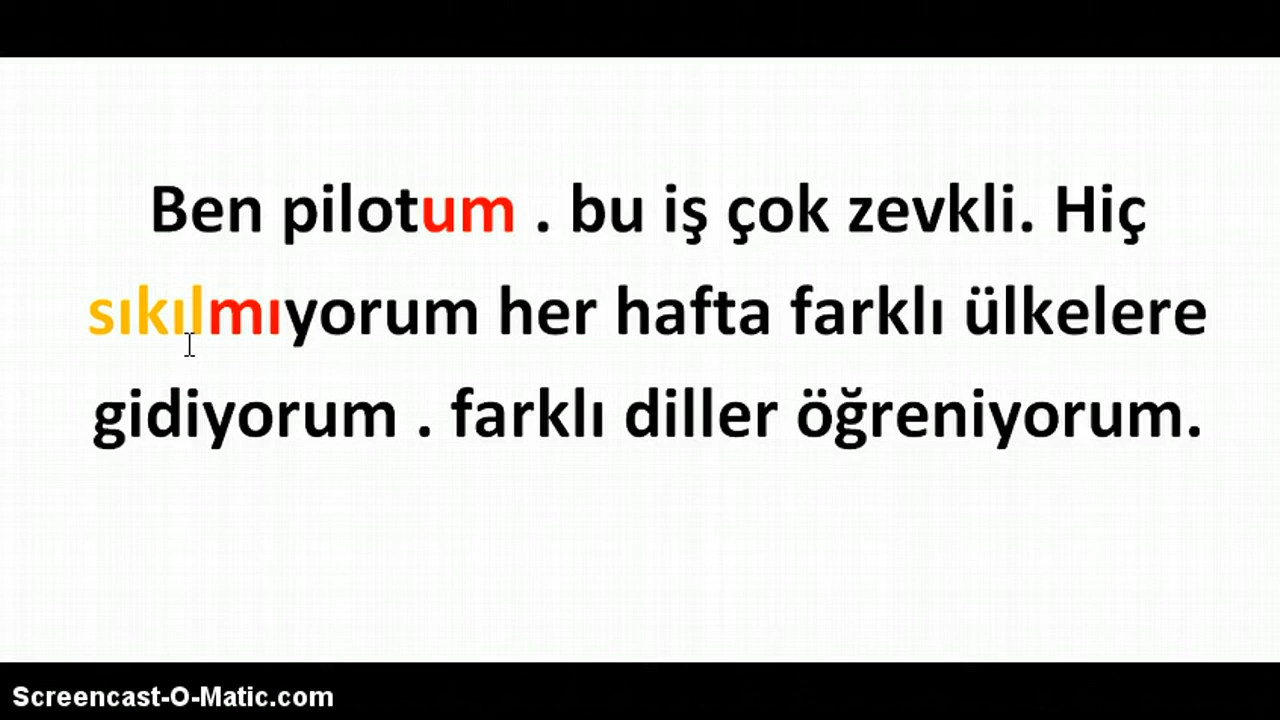 Ben pilotum . bu iş çok zevkli. Hiç
sıkılmıyorum her hafta farklı ülkelere
gidiyorum . farklı diller öğreniyorum.
Screencast-O-Matic.com